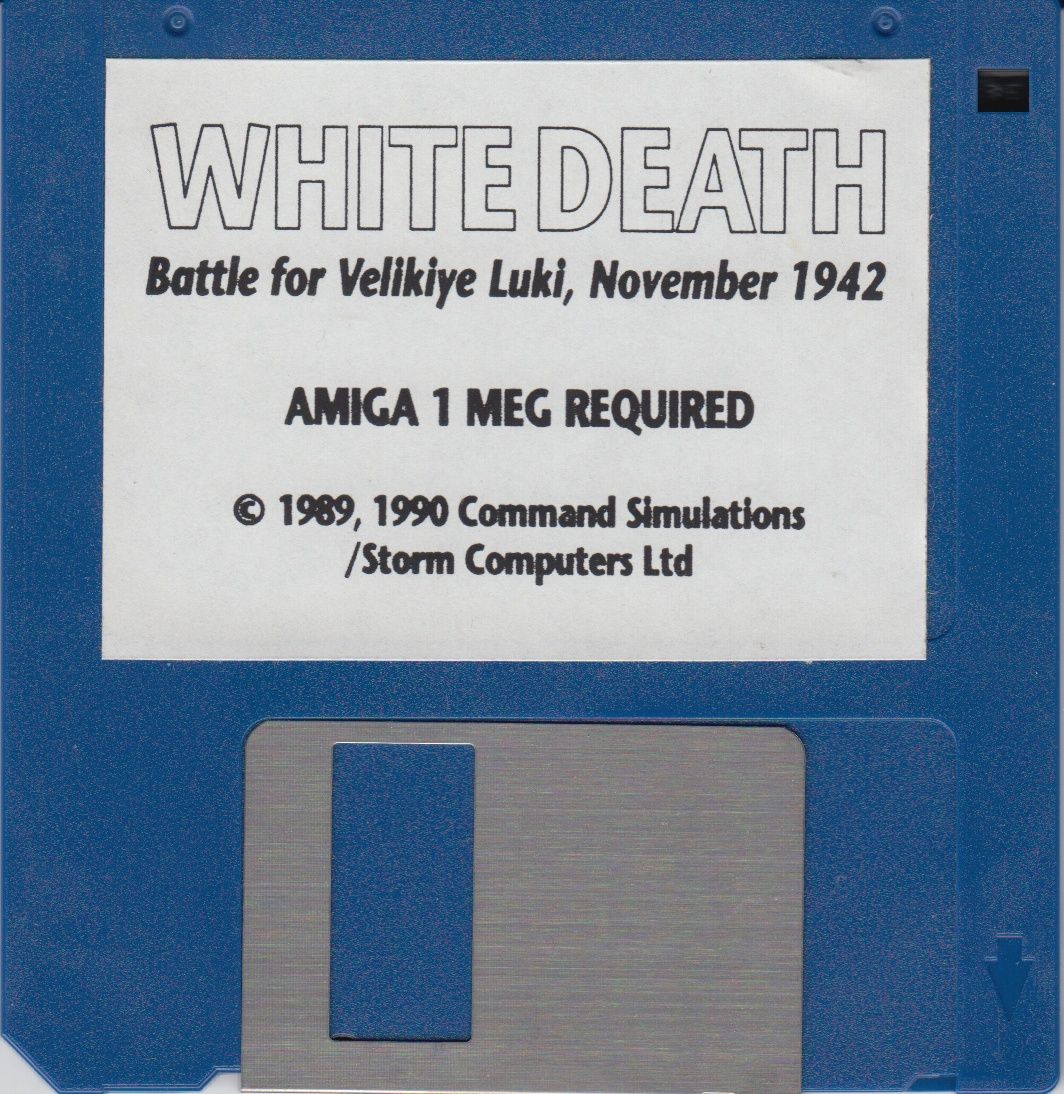 WHITE DEATH
Battle for Velikiye Luki, November 1942
AMIGA 1 MEG REQUIRED
© 1989, 1990 Command Simulations
/Storm Computers Ltd